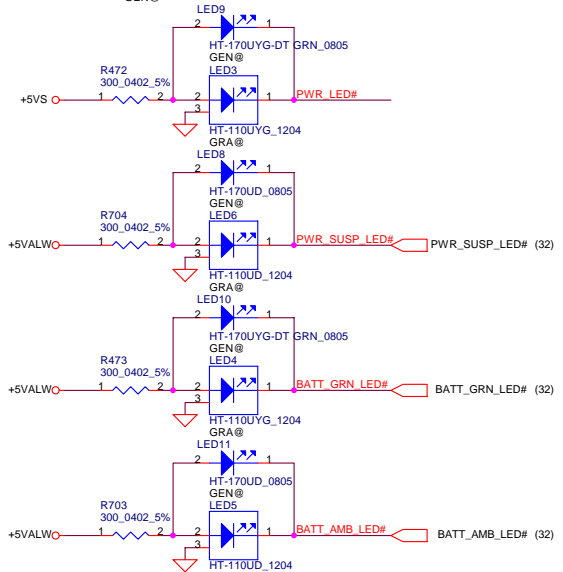 GEN@
LED9
2 1
HT-170UYG-DT GRN_0805
GEN@
R472
300_0402_5%
LED3
+5VS 1 2 2 1 PWR_LED#
3
HT-110UYG_1204
GRA@
LED8
2 1
HT-170UD_0805
GEN@
R704
300_0402_5%
LED6
+5VALW 1 2 2 1 PWR_SUSP_LED# PWR_SUSP_LED# (32)
3
HT-110UD_1204
GRA@
LED10
2 1
HT-170UYG-DT GRN_0805
GEN@
R473
300_0402_5%
LED4
+5VALW 1 2 2 1 BATT_GRN_LED# BATT_GRN_LED# (32)
3
HT-110UYG_1204
GRA@
LED11
2 1
HT-170UD_0805
GEN@
R703
300_0402_5%
LED5
+5VALW 1 2 2 1 BATT_AMB_LED# BATT_AMB_LED# (32)
3
HT-110UD_1204